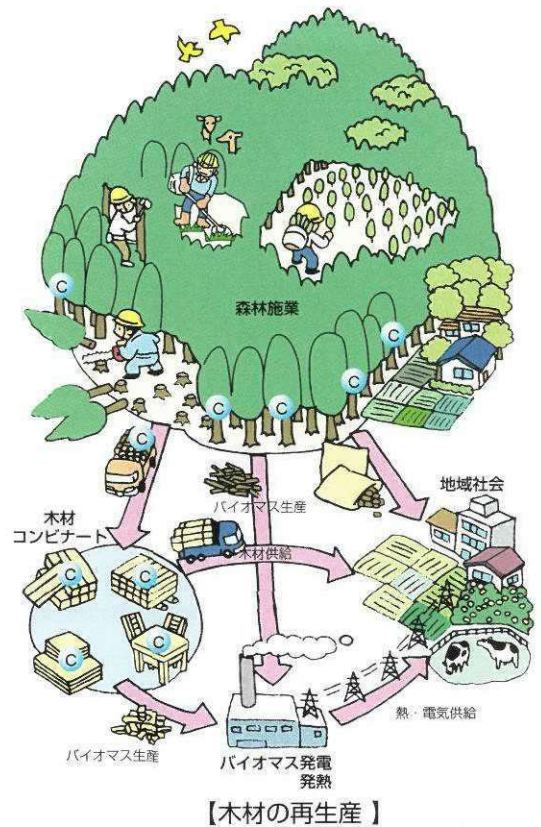 森林施業
C
C
C
C
C
C
バイオマス生産
地域社会
木材
コンビナート
木材供給
C
C
C
C
熱・電気供給
バイオマス生産
バイオマス発電
発熱
【木材の再生産】